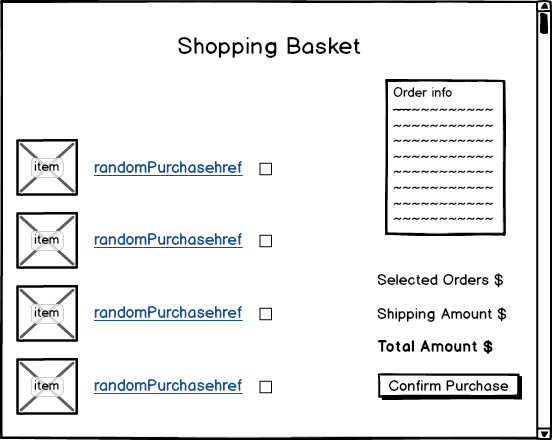 Shopping Basket
Order info
item
randomPurchasehref
item
randomPurchasehref
item
randomPurchasehref
item
randomPurchasehref
Selected Orders $
Shipping Amount $
Total Amount $
Confirm Purchase